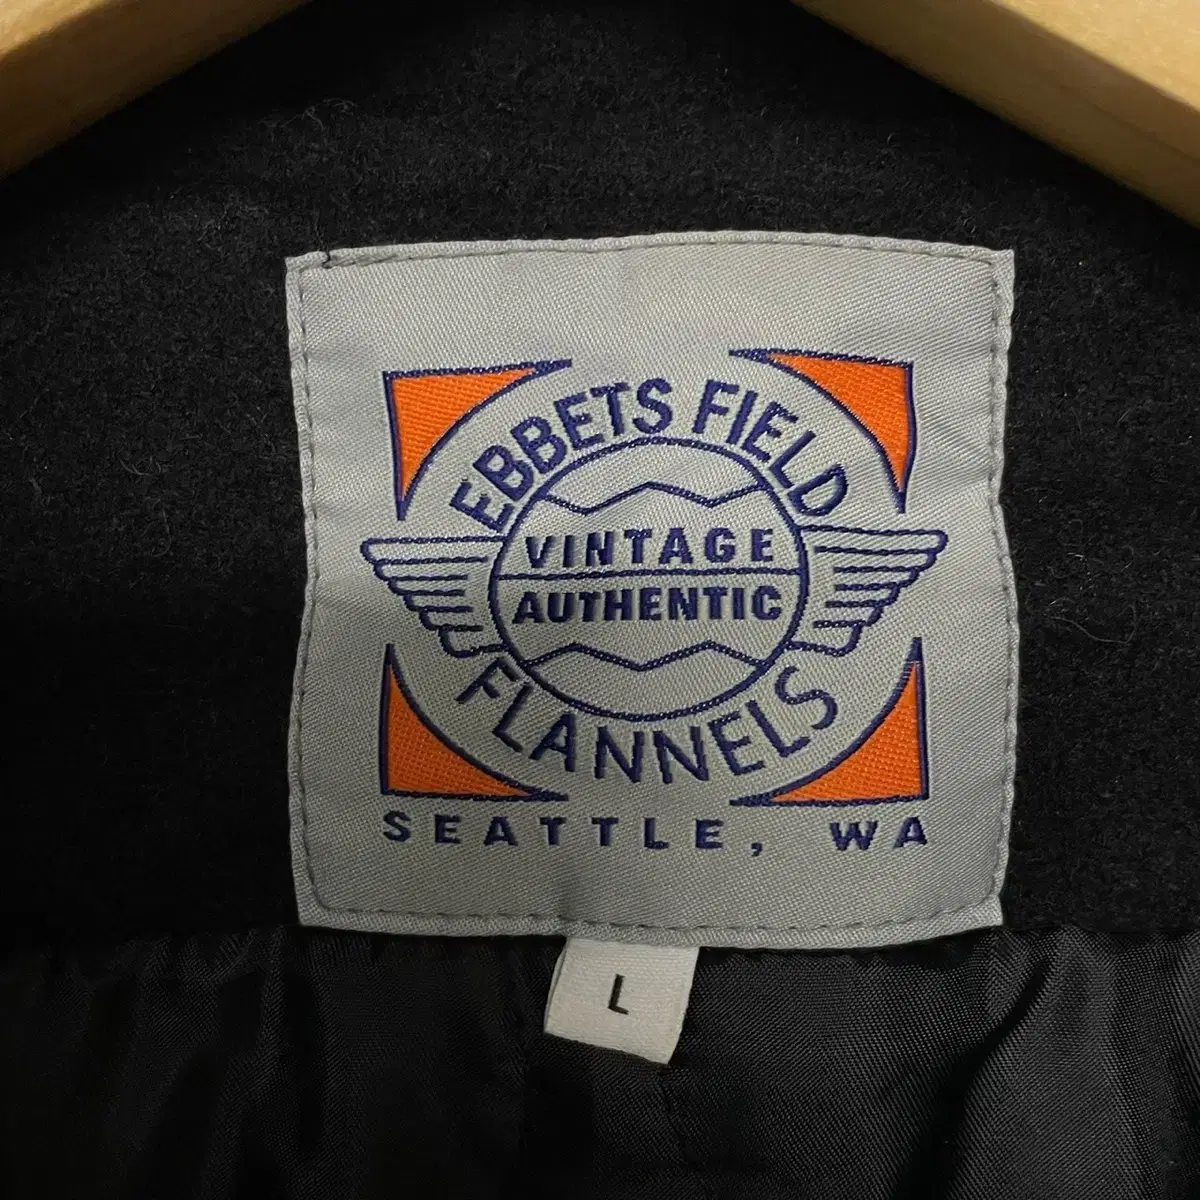 EBBETS FIELD
VINTAGE
AUTHENTIC
FLANNELS
SEATTLE, WA
L